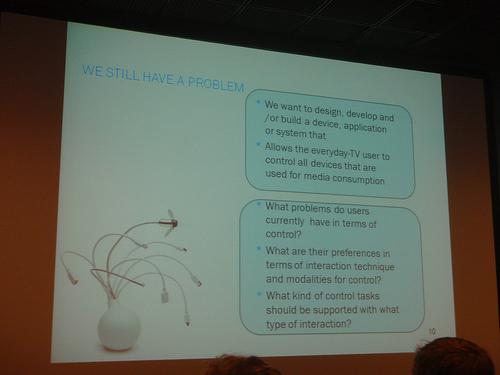 WE STILL HAVE A PROBLEM
* We want to design, develop and
/or build a device, application
or system that
* Allows the everyday-TV user to
control all devices that are
used for media consumption
* What problems do users
currently have in terms of
control?
* What are their preferences in
terms of interaction technique
and modalities for control?
* What kind of control tasks
should be supported with what
type of interaction?
10